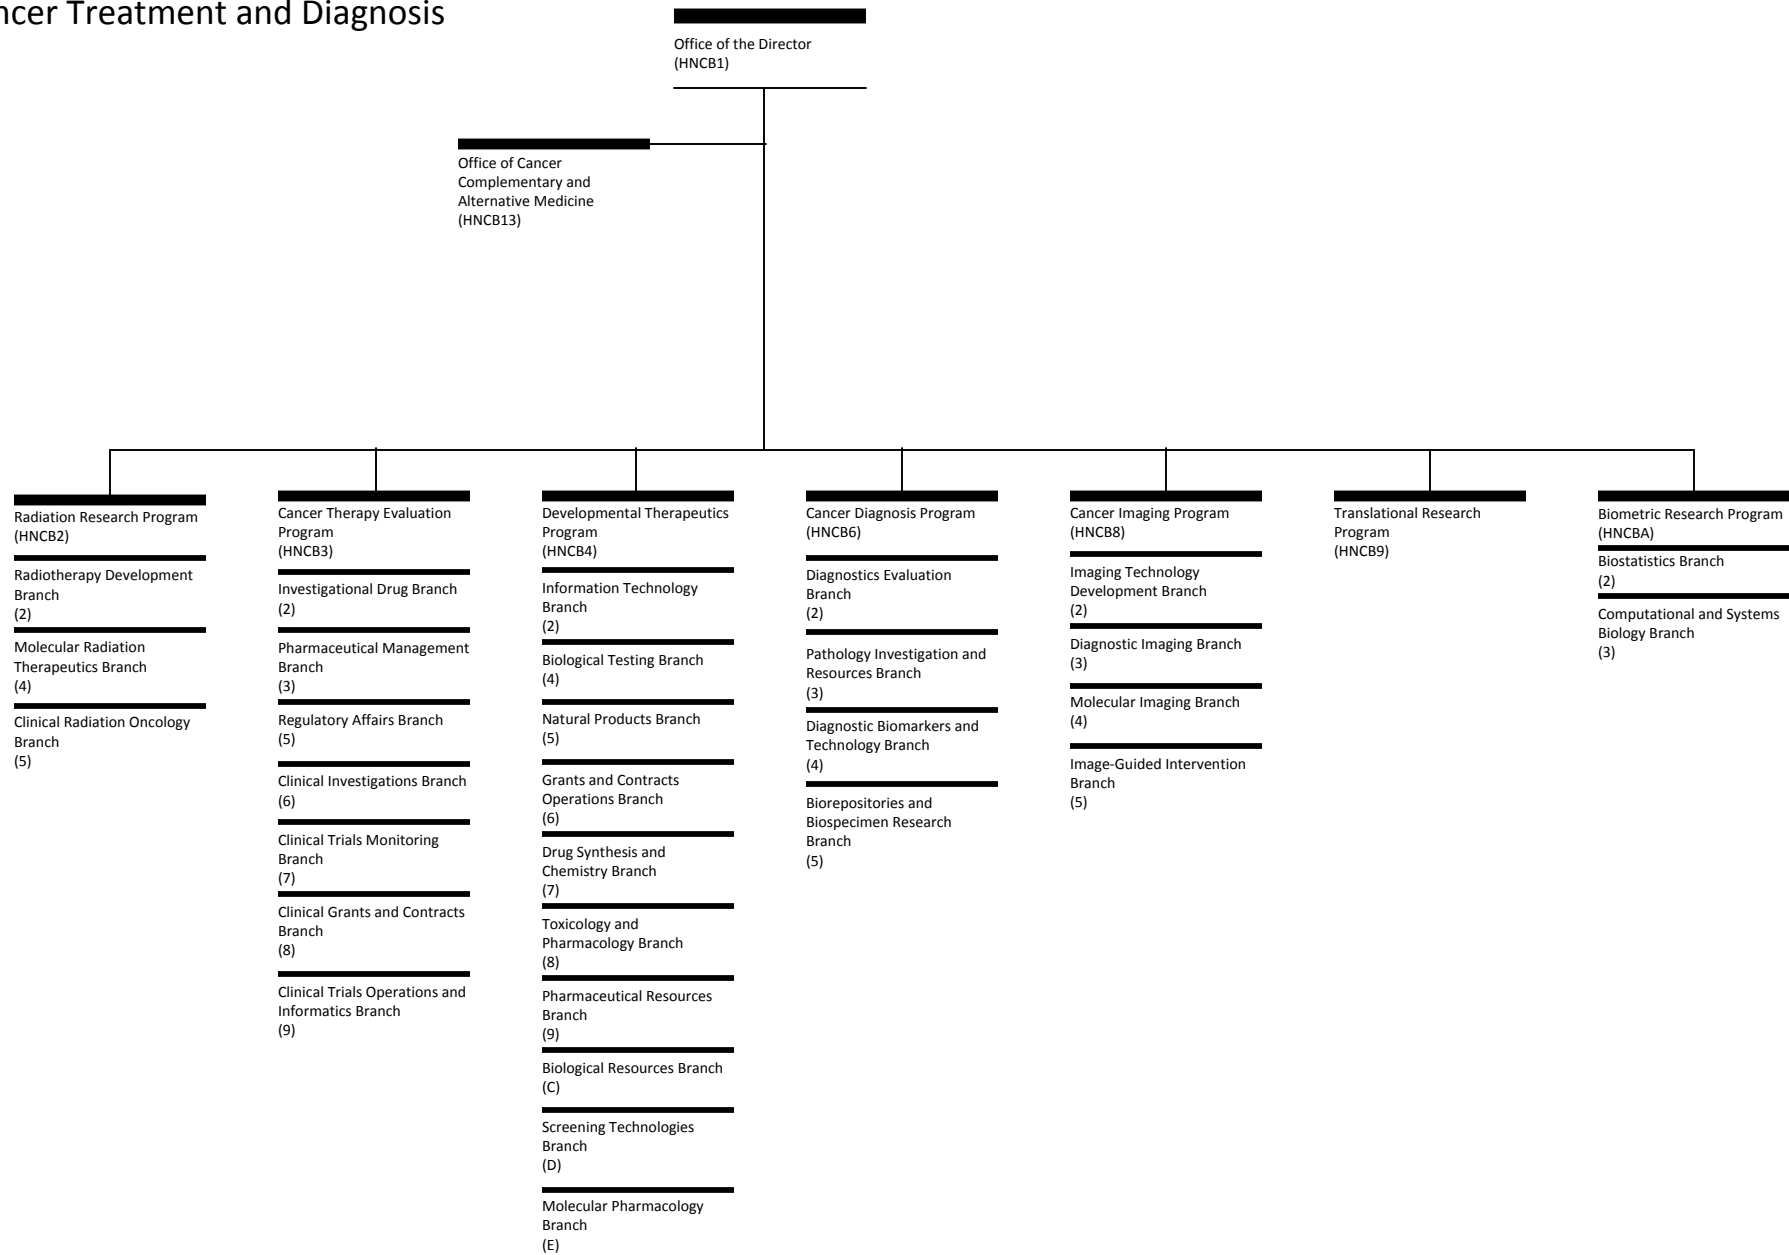 Treatment and Diagnosis
Office of the Director
(HNCB1)
Office of Cancer
Complementary and
Alternative Medicine
(HNCB13)
Radiation Research Program
(HNCB2)
Radiotherapy Development
Branch
(2)
Molecular Radiation
Therapeutics Branch
(4)
Clinical Radiation Oncology
Branch
(5)
Cancer Therapy Evaluation
Program
(HNCB3)
Investigational Drug Branch
(2)
Pharmaceutical Management
Branch
(3)
Regulatory Affairs Branch
(5)
Clinical Investigations Branch
(6)
Clinical Trials Monitoring
Branch
(7)
Clinical Grants and Contracts
Branch
(8)
Clinical Trials Operations and
Informatics Branch
(9)
Developmental Therapeutics
Program
(HNCB4)
Information Technology
Branch
(2)
Biological Testing Branch
(4)
Natural Products Branch
(5)
Grants and Contracts
Operations Branch
(6)
Drug Synthesis and
Chemistry Branch
(7)
Toxicology and
Pharmacology Branch
(8)
Pharmaceutical Resources
Branch
(9)
Biological Resources Branch
(C)
Screening Technologies
Branch
(D)
Molecular Pharmacology
Branch
(E)
Cancer Diagnosis Program
(HNCB6)
Diagnostics Evaluation
Branch
(2)
Pathology Investigation and
Resources Branch
(3)
Diagnostic Biomarkers and
Technology Branch
(4)
Biorepositories and
Biospecimen Research
Branch
(5)
Cancer Imaging Program
(HNCB8)
Imaging Technology
Development Branch
(2)
Diagnostic Imaging Branch
(3)
Molecular Imaging Branch
(4)
Image-Guided Intervention
Branch
(5)
Translational Research
Program
(HNCB9)
Biometric Research Program
(HNCBA)
Biostatistics Branch
(2)
Computational and Systems
Biology Branch
(3)